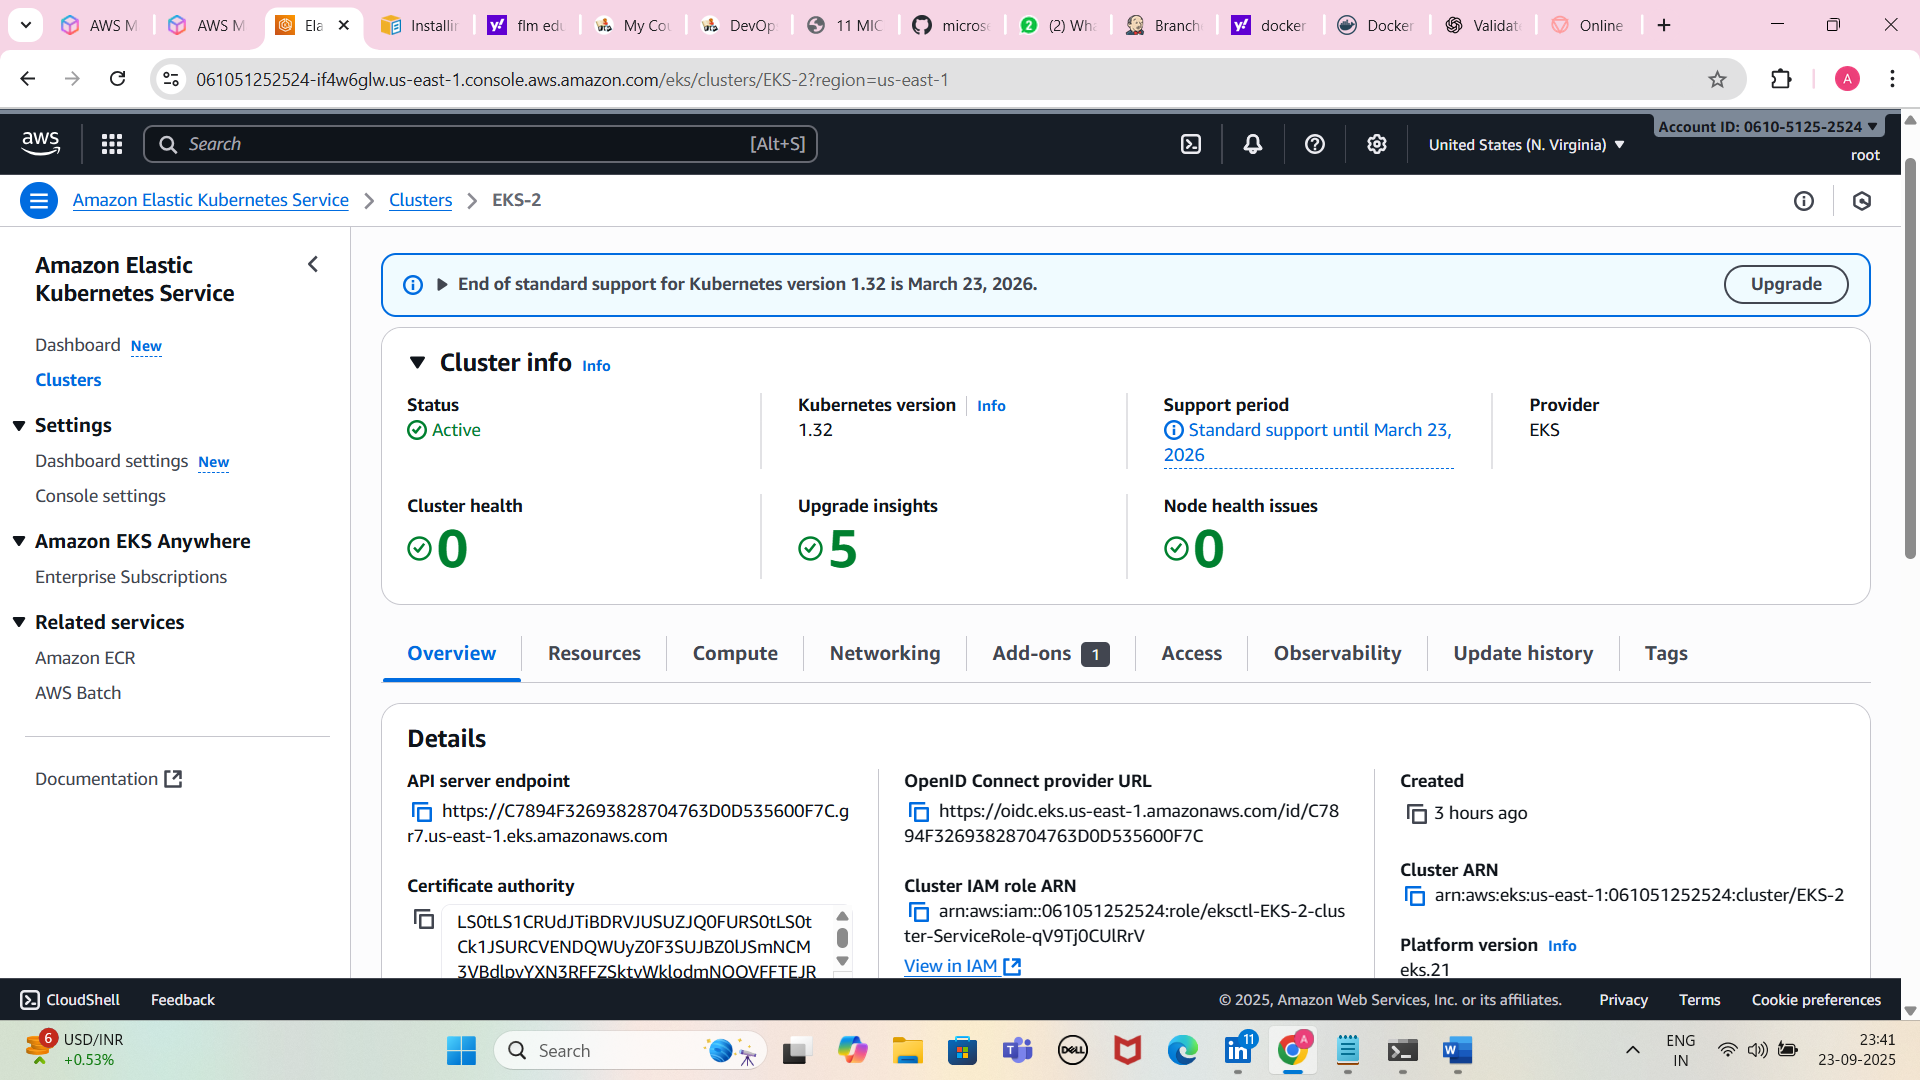 AWS M
AWS M
Ela
Installin
flm edu
My Cou
DevOp
11 MIC
micros
(2) Wha
Branche
docker
Docker
Validate
Online
061051252524-if4w6glw.us-east-1.console.aws.amazon.com/eks/clusters/EKS-2?region=us-east-1
A
aws
Search [Alt+S]
United States (N. Virginia)
Account ID: 0610-5125-2524
root
Amazon Elastic Kubernetes Service
Clusters
EKS-2
Amazon Elastic
Kubernetes Service
Dashboard New
Clusters
Settings
Dashboard settings New
Console settings
Amazon EKS Anywhere
Enterprise Subscriptions
Related services
Amazon ECR
AWS Batch
Documentation
End of standard support for Kubernetes version 1.32 is March 23, 2026.
Upgrade
Cluster info Info
Status
Active
Kubernetes version Info
1.32
Support period
Standard support until March 23,
2026
Provider
EKS
Cluster health
0
Upgrade insights
5
Node health issues
0
Overview
Resources
Compute
Networking
Add-ons 1
Access
Observability
Update history
Tags
Details
API server endpoint
https://C7894F32693828704763D0D535600F7C.g
r7.us-east-1.eks.amazonaws.com
Certificate authority
LS0tLS1CRUdJTiBDRVJUSUZJQ0FURS0tLS0t
Ck1JSURCVENDQWUyZ0F3SUJBZ0lJSmNCM
OpenID Connect provider URL
https://oidc.eks.us-east-1.amazonaws.com/id/C78
94F32693828704763D0D535600F7C
Cluster IAM role ARN
arn:aws:iam::061051252524:role/eksctl-EKS-2-clus
ter-ServiceRole-qV9Tj0CUlRrV
View in IAM
Created
3 hours ago
Cluster ARN
arn:aws:eks:us-east-1:061051252524:cluster/EKS-2
Platform version Info
eks.21
CloudShell
Feedback
© 2025, Amazon Web Services, Inc. or its affiliates.
Privacy
Terms
Cookie preferences
6
USD/INR
+0.53%
Search
DELL
11
A
ENG
IN
23:41
23-09-2025